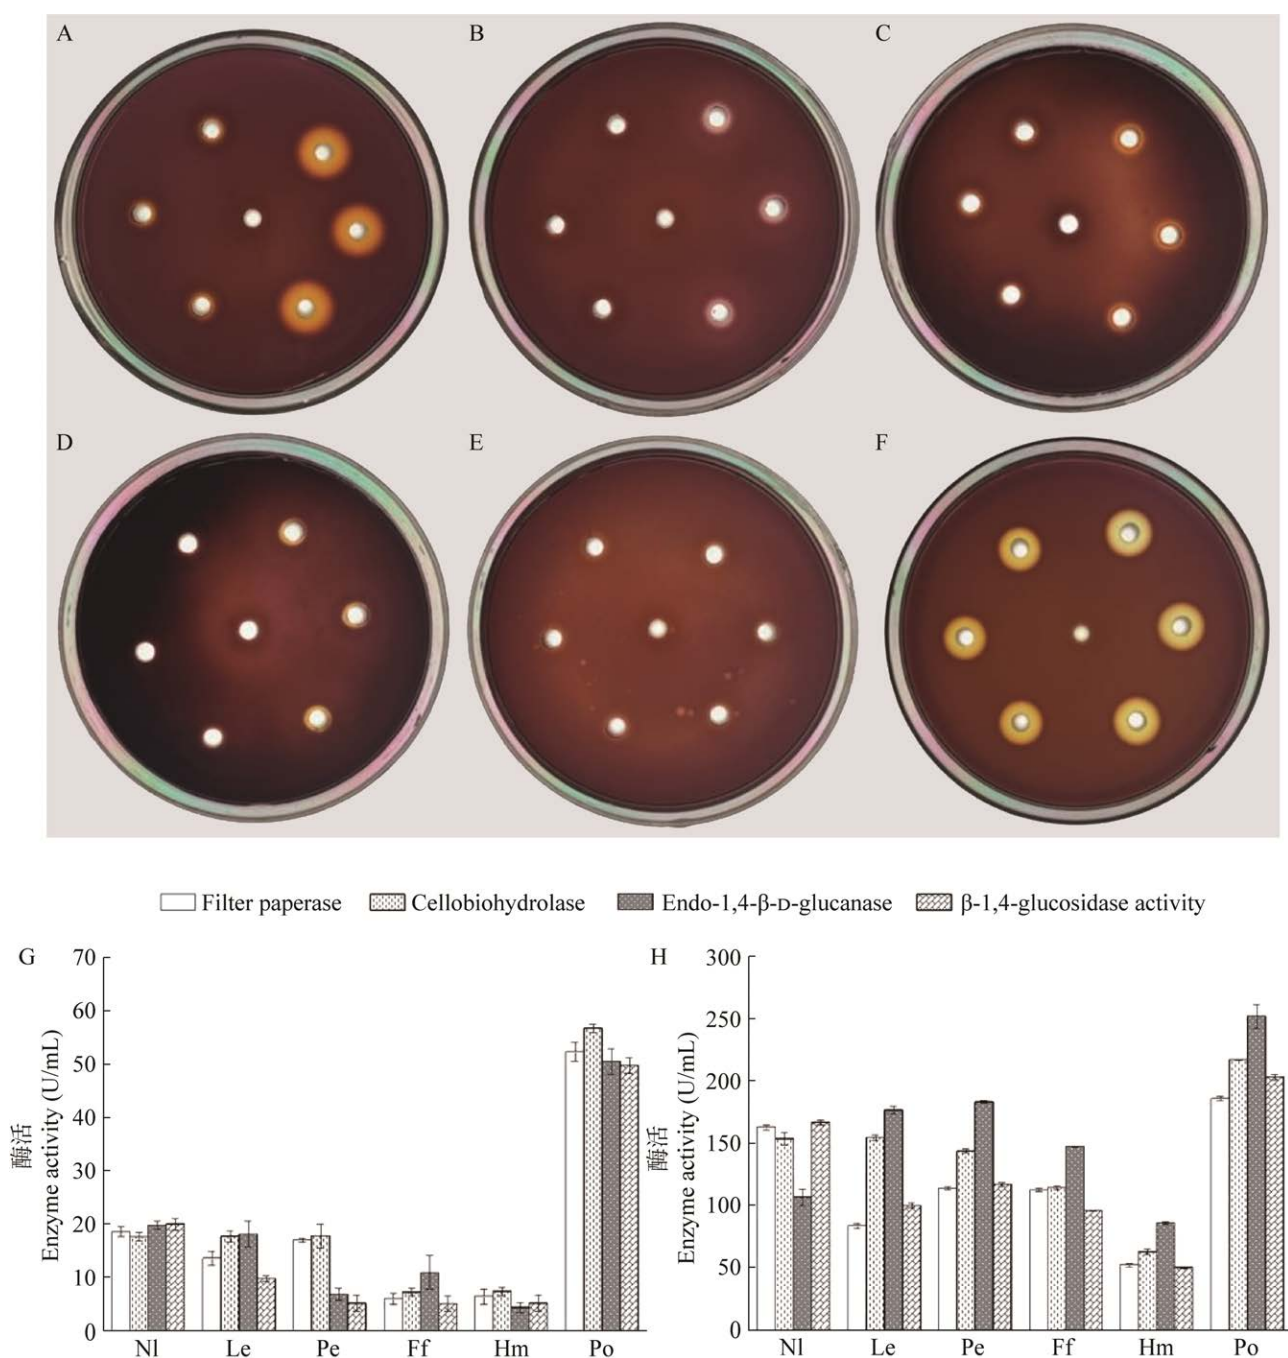 A B C
D E F
Filter paperase Cellobiohydrolase Endo-1,4-β-D-glucanase β-1,4-glucosidase activity
G
酶活
Enzyme activity (U/mL)
70
60
50
40
30
20
10
0
Nl Le Pe Ff Hm Po
H
酶活
Enzyme activity (U/mL)
300
250
200
150
100
50
0
Nl Le Pe Ff Hm Po